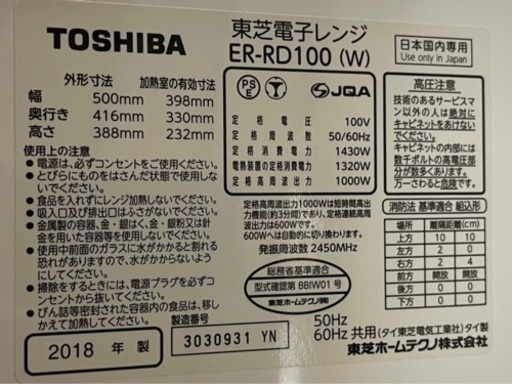 TOSHIBA
東芝電子レンジ
ER-RD100 (W)
日本国内専用
Use only in Japan
外形寸法 加熱室の有効寸法
幅 500mm 398mm
奥行き 416mm 330mm
高さ 388mm 232mm
使用上の注意
●電源は、必ずコンセントをご使用ください。
●とびらにものをはさんだ状態で使用しな
いでください。
●食品を入れずにレンジ加熱しないでください。
●吸入口及び排出口はふさがないでください。
●金属製の容器、金・銀はく、金・銀粉又は針
金を用いた容器等を使用しないでください。
●使用中前面のガラスに水がかかると割れる
恐れがありますので、水がかからないように
してください。
●掃除をするときには、電源プラグを必ずコ
ンセントから抜いてください。
●びん詰等密封された容器内の食品は、移し
かえて加熱してください。
PS
E
JQA
定格電圧 100V
定格周波数 50/60Hz
定格消費電力 1430W
電熱装置の定格消費電力 1320W
定格高周波出力 1000W
定格高周波出力1000Wは短時間高出
力機能(約3分間)であり、定格連続高周
波出力は600Wです。
600Wへは自動的に切り替わります。
発振周波数 2450MHz
総務省基準適合
型式確認第 BBIW01 号
高圧注意
技術のあるサービスマ
ン以外の人は絶対に
キャビネットをあけない
でください。
キャビネットの内部には
数千ボルトの高電圧部
分が数多くありますので
万一さわると危険です。
消防法 基準適合 組込形
場所 離隔距離(cm)
上方 10 10
左方 2 4
右方 2 4
前方 開放 開放
後方 0 0
2018 年 製
製造番号
3030931 YN
50Hz
60Hz 共用
(タイ東芝電気工業社) タイ製
東芝ホームテクノ株式会社